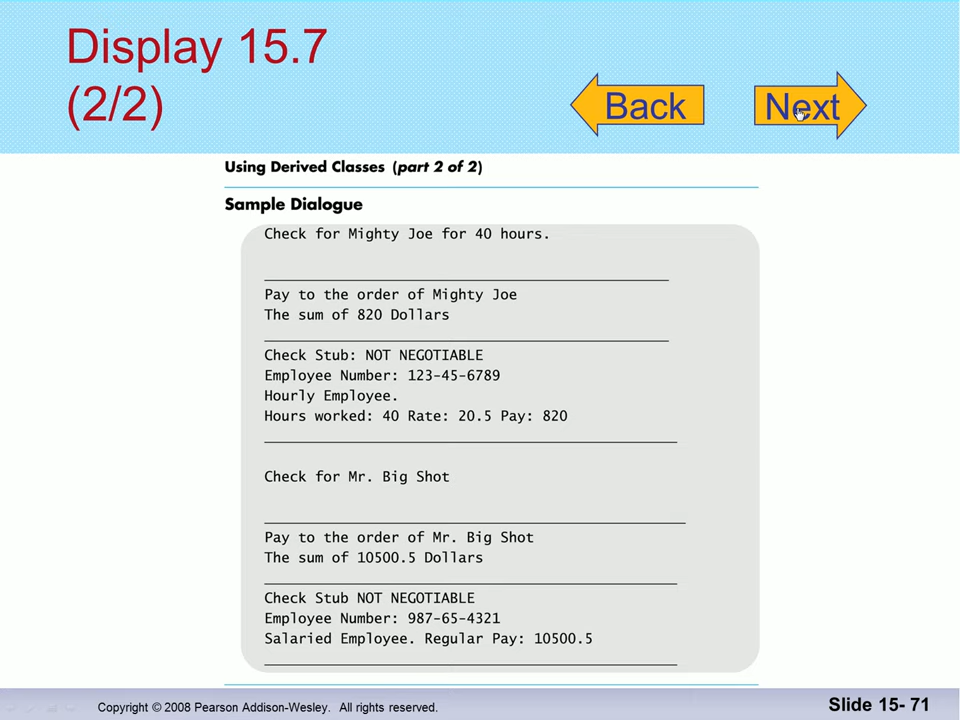 Display 15.7
(2/2)
Back
Next
Using Derived Classes (part 2 of 2)
Sample Dialogue
Check for Mighty Joe for 40 hours.
Pay to the order of Mighty Joe
The sum of 820 Dollars
Check Stub: NOT NEGOTIABLE
Employee Number: 123-45-6789
Hourly Employee.
Hours worked: 40 Rate: 20.5 Pay: 820
Check for Mr. Big Shot
Pay to the order of Mr. Big Shot
The sum of 10500.5 Dollars
Check Stub NOT NEGOTIABLE
Employee Number: 987-65-4321
Salaried Employee. Regular Pay: 10500.5
Copyright © 2008 Pearson Addison-Wesley. All rights reserved.
Slide 15- 71